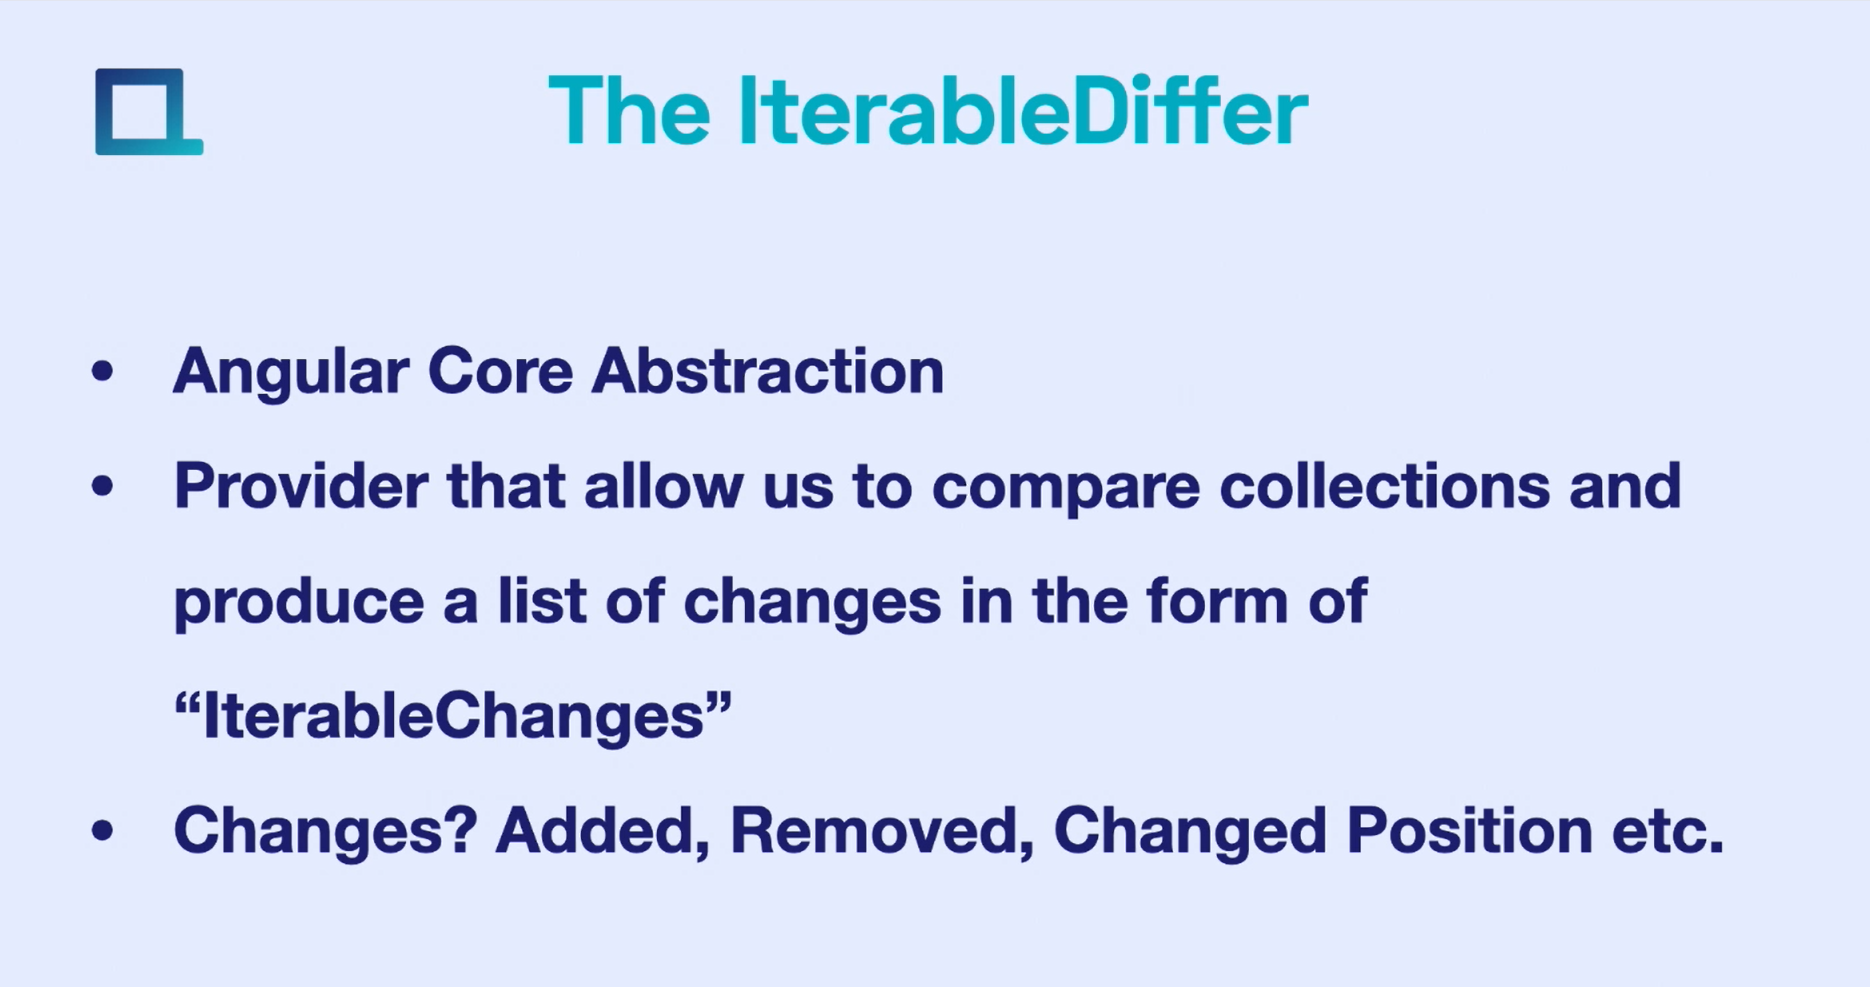 The IterableDiffer
• Angular Core Abstraction
• Provider that allow us to compare collections and
produce a list of changes in the form of
“IterableChanges”
• Changes? Added, Removed, Changed Position etc.